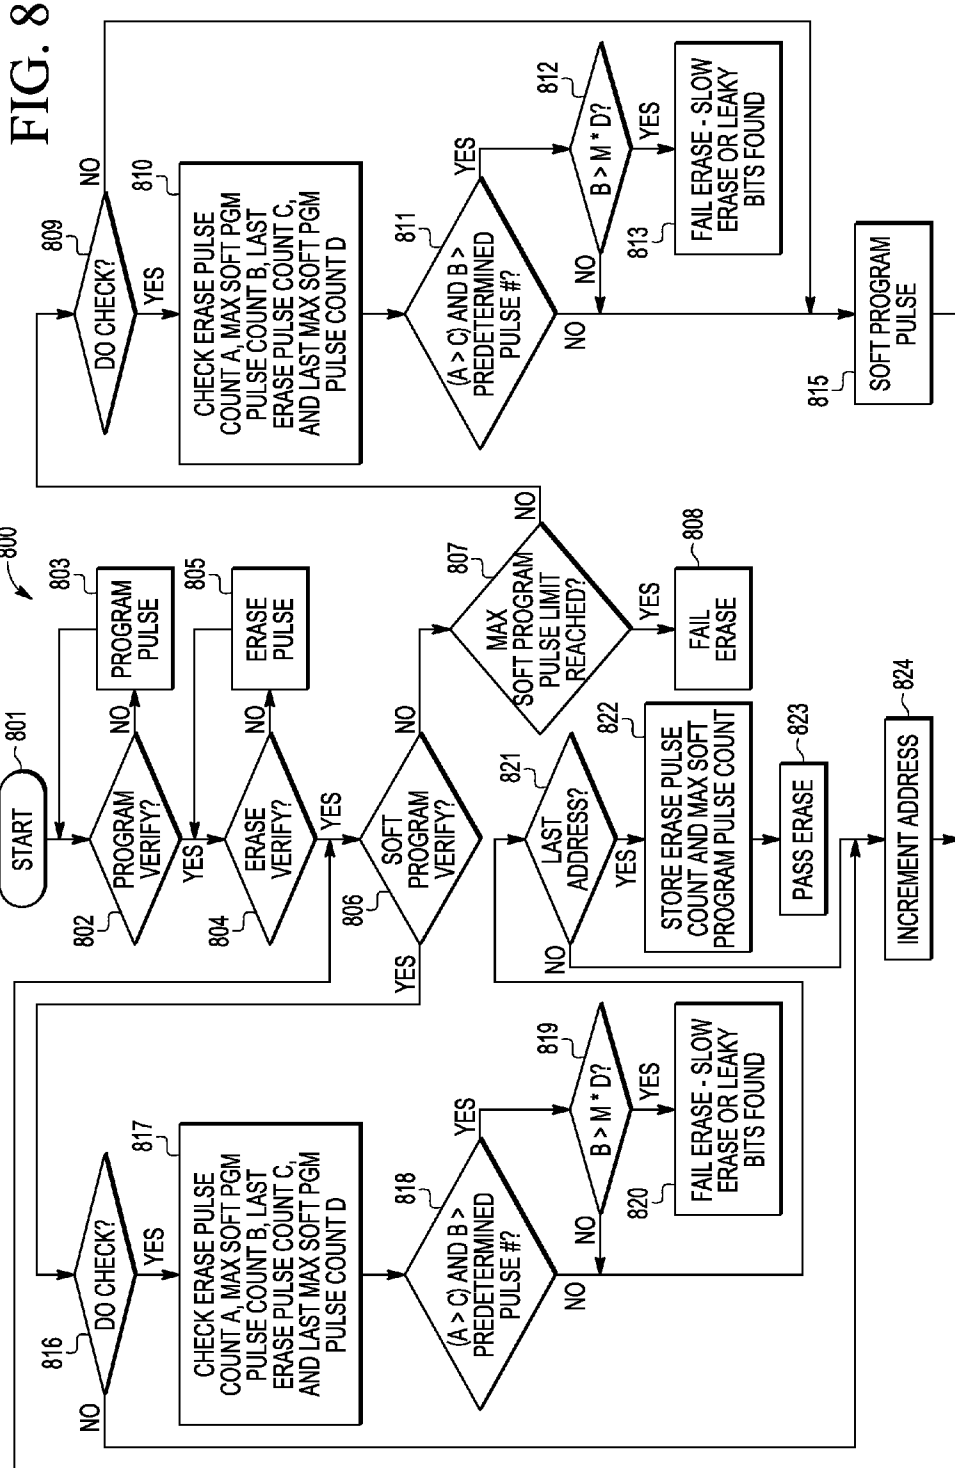 FIG. 8
800
START
801
PROGRAM
VERIFY?
802
NO
YES
PROGRAM
PULSE
803
ERASE
VERIFY?
804
NO
YES
ERASE
PULSE
805
SOFT
PROGRAM
VERIFY?
806
NO
YES
MAX
SOFT PROGRAM
PULSE LIMIT
REACHED?
807
NO
YES
FAIL
ERASE
808
DO CHECK?
809
NO
YES
CHECK ERASE PULSE
COUNT A, MAX SOFT PGM
PULSE COUNT B, LAST
ERASE PULSE COUNT C,
AND LAST MAX SOFT PGM
PULSE COUNT D
810
(A > C) AND B >
PREDETERMINED
PULSE #?
811
YES
NO
B > M * D?
812
NO
YES
FAIL ERASE - SLOW
ERASE OR LEAKY
BITS FOUND
813
SOFT PROGRAM
PULSE
815
DO CHECK?
816
NO
YES
CHECK ERASE PULSE
COUNT A, MAX SOFT PGM
PULSE COUNT B, LAST
ERASE PULSE COUNT C,
AND LAST MAX SOFT PGM
PULSE COUNT D
817
(A > C) AND B >
PREDETERMINED
PULSE #?
818
YES
NO
B > M * D?
819
NO
YES
FAIL ERASE - SLOW
ERASE OR LEAKY
BITS FOUND
820
LAST
ADDRESS?
821
NO
YES
STORE ERASE PULSE
COUNT AND MAX SOFT
PROGRAM PULSE COUNT
822
PASS ERASE
823
INCREMENT ADDRESS
824